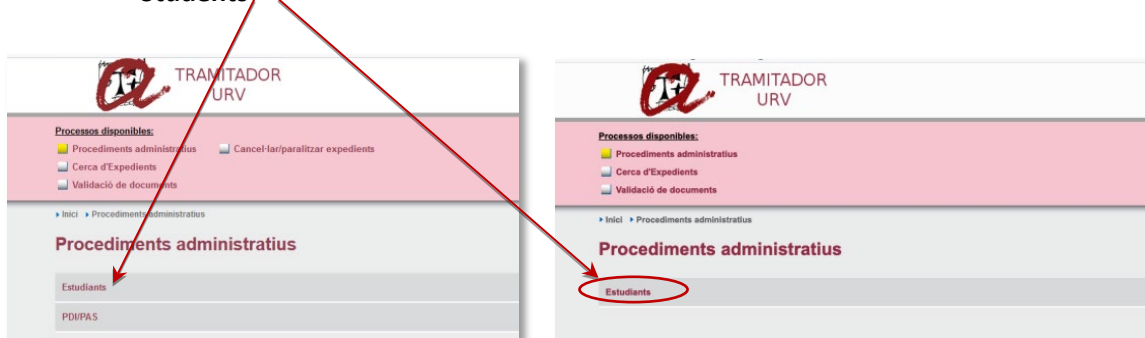 TRAMITADOR
URV
Processos disponibles:
Procediments administratius Cancel·lar/paralitzar expedients
Cerca d'Expedients
Validació de documents
Inici Procediments administratius
Procediments administratius
Estudiants
PDI/PAS
TRAMITADOR
URV
Processos disponibles:
Procediments administratius
Cerca d'Expedients
Validació de documents
Inici Procediments administratius
Procediments administratius
Estudiants